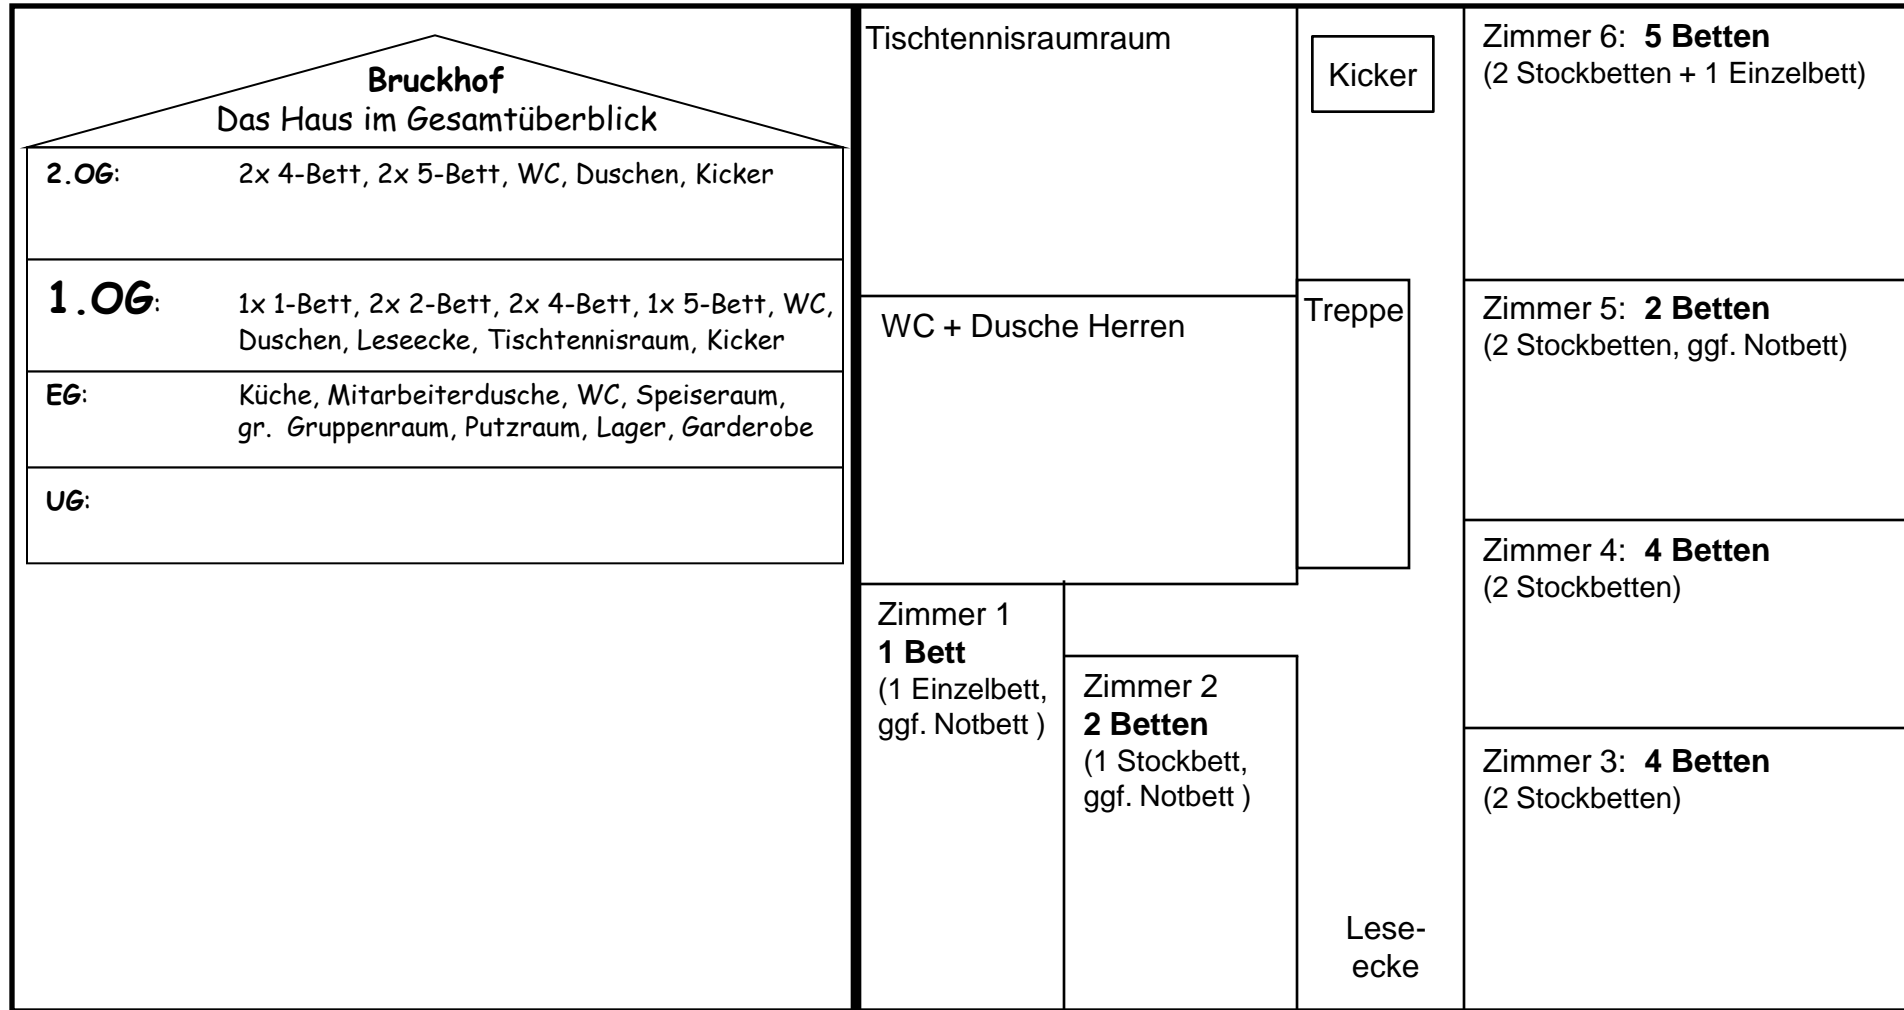 Bruckhof
Das Haus im Gesamtüberblick
2.OG: 2x 4-Bett, 2x 5-Bett, WC, Duschen, Kicker
1.OG: 1x 1-Bett, 2x 2-Bett, 2x 4-Bett, 1x 5-Bett, WC,
Duschen, Leseecke, Tischtennisraum, Kicker
EG: Küche, Mitarbeiterdusche, WC, Speiseraum,
gr. Gruppenraum, Putzraum, Lager, Garderobe
UG:
Tischtennisraumraum
Kicker
WC + Dusche Herren
Treppe
Zimmer 1
1 Bett
(1 Einzelbett,
ggf. Notbett )
Zimmer 2
2 Betten
(1 Stockbett,
ggf. Notbett )
Lese-
ecke
Zimmer 6: 5 Betten
(2 Stockbetten + 1 Einzelbett)
Zimmer 5: 2 Betten
(2 Stockbetten, ggf. Notbett)
Zimmer 4: 4 Betten
(2 Stockbetten)
Zimmer 3: 4 Betten
(2 Stockbetten)